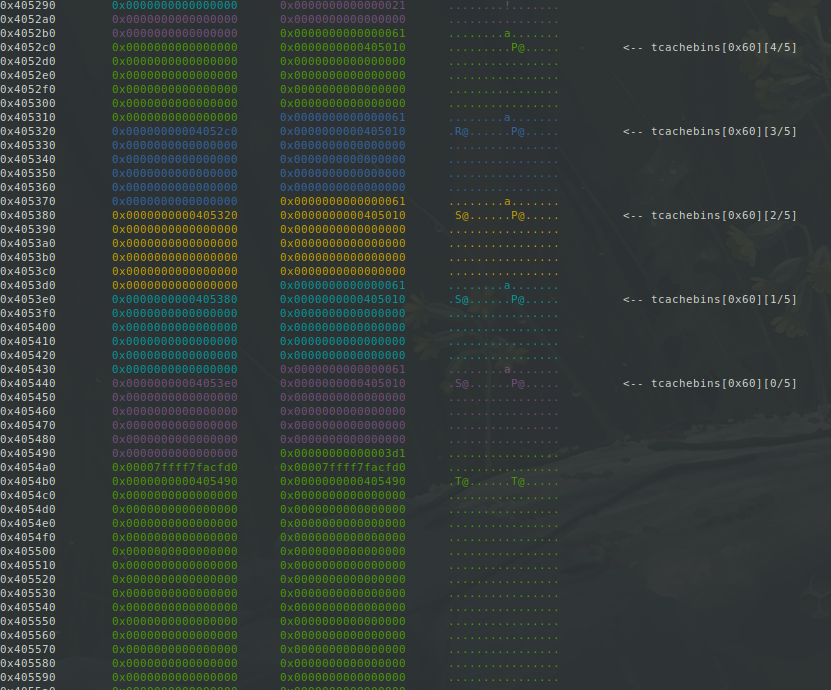 0x405290 0x0000000000000000 0x0000000000000021 ........!.......
0x4052a0 0x0000000000000000 0x0000000000000000 ................
0x4052b0 0x0000000000000000 0x0000000000000061 ........a.......
0x4052c0 0x0000000000000000 0x0000000000405010 .........P@..... <-- tcachebins[0x60][4/5]
0x4052d0 0x0000000000000000 0x0000000000000000 ................
0x4052e0 0x0000000000000000 0x0000000000000000 ................
0x4052f0 0x0000000000000000 0x0000000000000000 ................
0x405300 0x0000000000000000 0x0000000000000000 ................
0x405310 0x0000000000000000 0x0000000000000061 ........a.......
0x405320 0x00000000004052c0 0x0000000000405010 .R@......P@..... <-- tcachebins[0x60][3/5]
0x405330 0x0000000000000000 0x0000000000000000 ................
0x405340 0x0000000000000000 0x0000000000000000 ................
0x405350 0x0000000000000000 0x0000000000000000 ................
0x405360 0x0000000000000000 0x0000000000000000 ................
0x405370 0x0000000000000000 0x0000000000000061 ........a.......
0x405380 0x0000000000405320 0x0000000000405010  S@......P@..... <-- tcachebins[0x60][2/5]
0x405390 0x0000000000000000 0x0000000000000000 ................
0x4053a0 0x0000000000000000 0x0000000000000000 ................
0x4053b0 0x0000000000000000 0x0000000000000000 ................
0x4053c0 0x0000000000000000 0x0000000000000000 ................
0x4053d0 0x0000000000000000 0x0000000000000061 ........a.......
0x4053e0 0x0000000000405380 0x0000000000405010 .S@......P@..... <-- tcachebins[0x60][1/5]
0x4053f0 0x0000000000000000 0x0000000000000000 ................
0x405400 0x0000000000000000 0x0000000000000000 ................
0x405410 0x0000000000000000 0x0000000000000000 ................
0x405420 0x0000000000000000 0x0000000000000000 ................
0x405430 0x0000000000000000 0x0000000000000061 ........a.......
0x405440 0x00000000004053e0 0x0000000000405010 .S@......P@..... <-- tcachebins[0x60][0/5]
0x405450 0x0000000000000000 0x0000000000000000 ................
0x405460 0x0000000000000000 0x0000000000000000 ................
0x405470 0x0000000000000000 0x0000000000000000 ................
0x405480 0x0000000000000000 0x0000000000000000 ................
0x405490 0x0000000000000000 0x00000000000003d1 ................
0x4054a0 0x00007ffff7facfd0 0x00007ffff7facfd0 ................
0x4054b0 0x0000000000405490 0x0000000000405490 .T@......T@.....
0x4054c0 0x0000000000000000 0x0000000000000000 ................
0x4054d0 0x0000000000000000 0x0000000000000000 ................
0x4054e0 0x0000000000000000 0x0000000000000000 ................
0x4054f0 0x0000000000000000 0x0000000000000000 ................
0x405500 0x0000000000000000 0x0000000000000000 ................
0x405510 0x0000000000000000 0x0000000000000000 ................
0x405520 0x0000000000000000 0x0000000000000000 ................
0x405530 0x0000000000000000 0x0000000000000000 ................
0x405540 0x0000000000000000 0x0000000000000000 ................
0x405550 0x0000000000000000 0x0000000000000000 ................
0x405560 0x0000000000000000 0x0000000000000000 ................
0x405570 0x0000000000000000 0x0000000000000000 ................
0x405580 0x0000000000000000 0x0000000000000000 ................
0x405590 0x0000000000000000 0x0000000000000000 ................